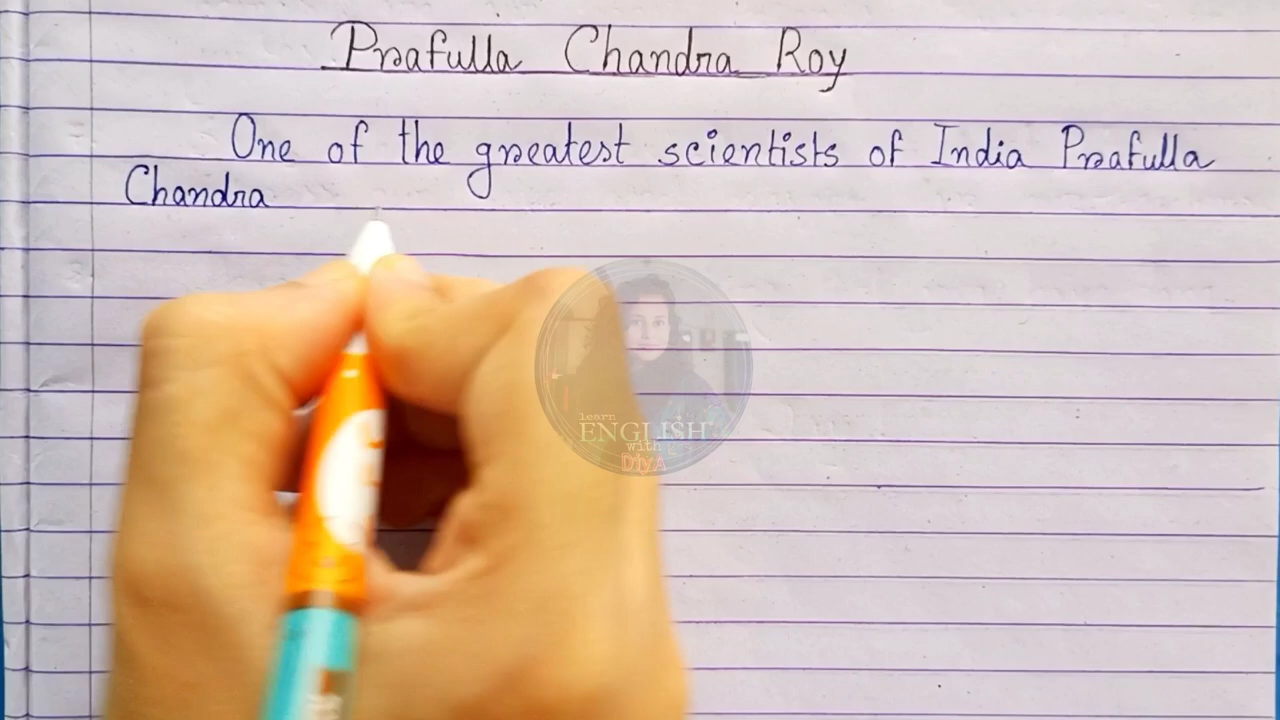 Prafulla Chandra Roy
One of the greatest scientists of India Prafulla
Chandra
learn
ENGLISH
with
Diya